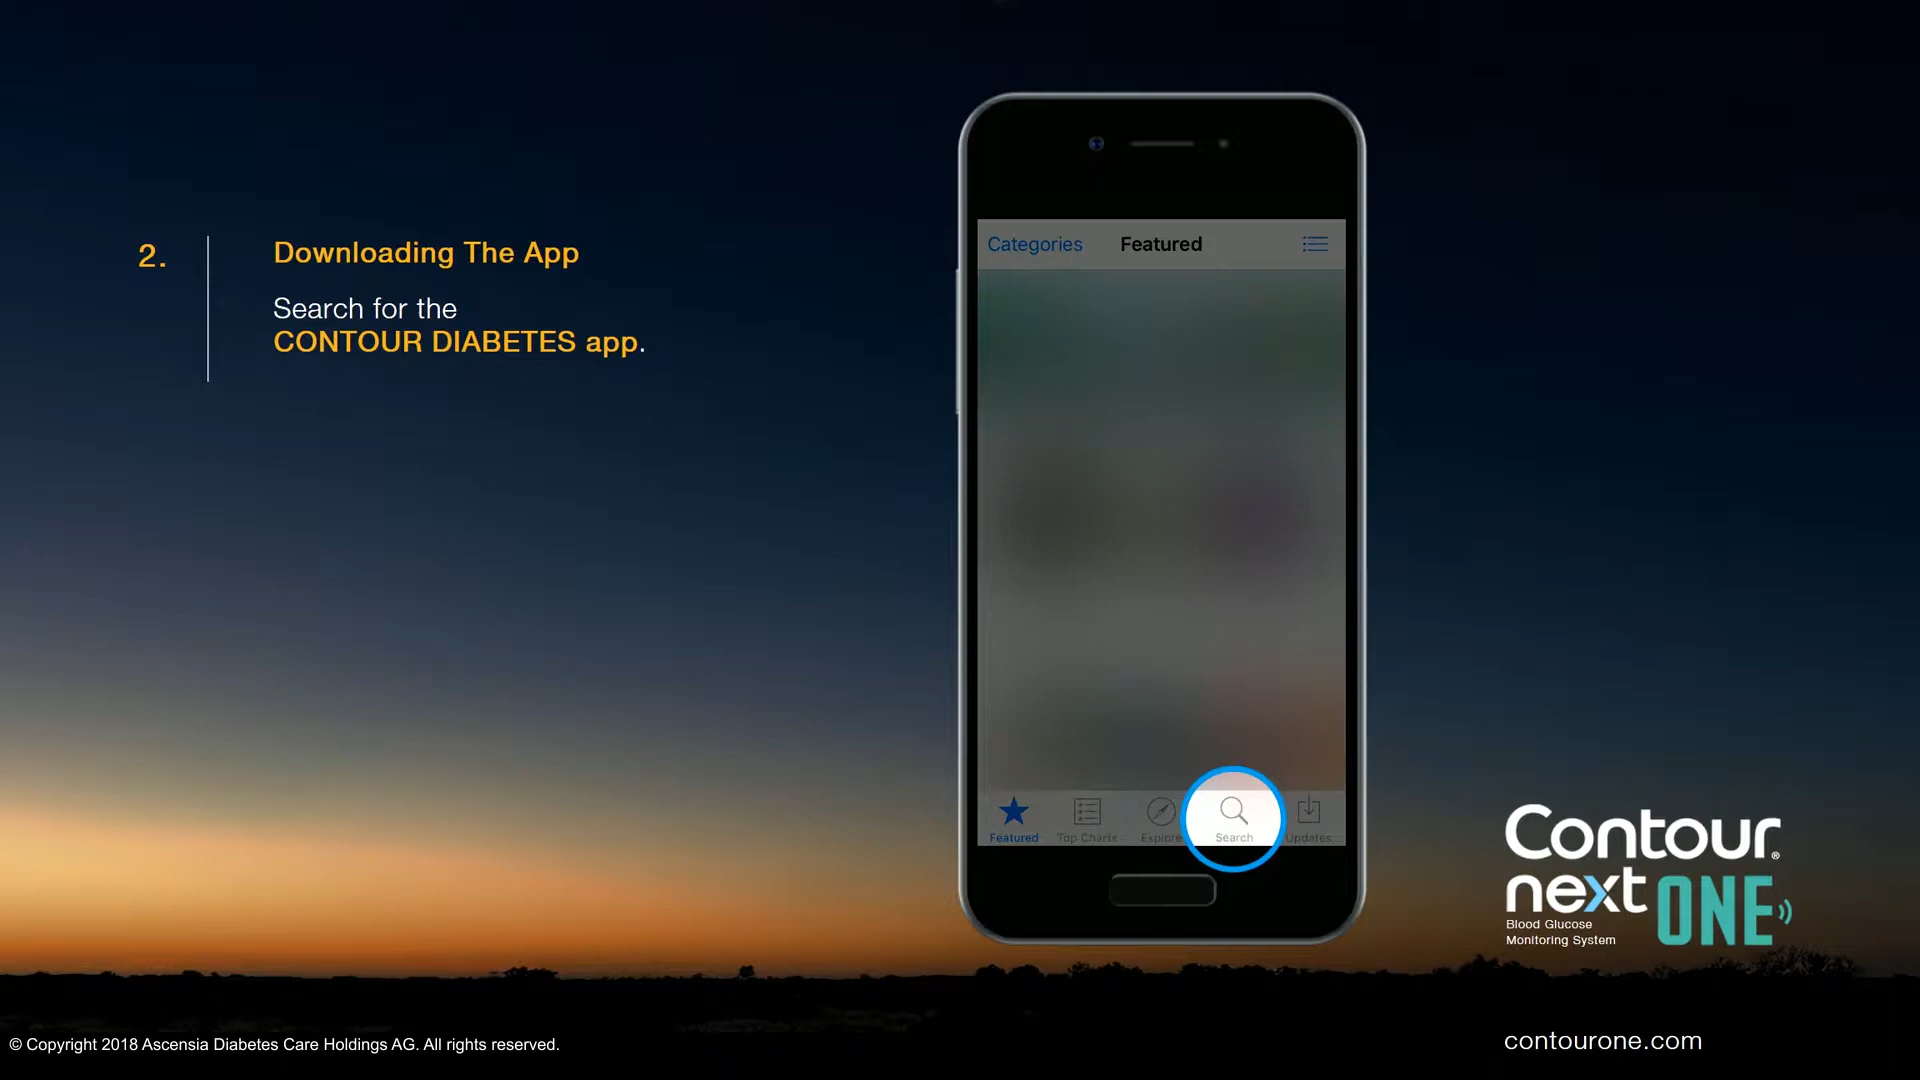 2.
Downloading The App
Search for the
CONTOUR DIABETES app.
Categories
Featured
Featured
Top Charts
Explore
Search
Updates
Contour®
next ONE
Blood Glucose
Monitoring System
© Copyright 2018 Ascensia Diabetes Care Holdings AG. All rights reserved.
contourone.com